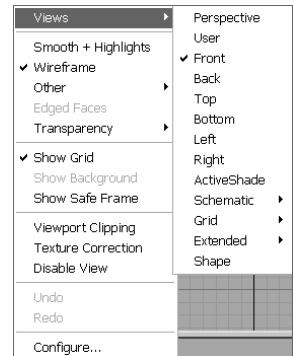 Views
Smooth + Highlights
Wireframe
Other
Edged Faces
Transparency
Show Grid
Show Background
Show Safe Frame
Viewport Clipping
Texture Correction
Disable View
Undo
Redo
Configure...
Perspective
User
Front
Back
Top
Bottom
Left
Right
ActiveShade
Schematic
Grid
Extended
Shape